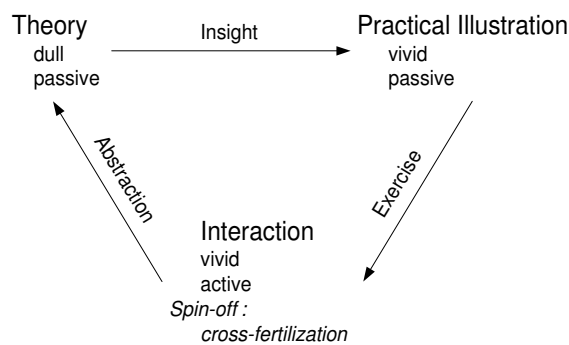 Theory
dull
passive
Insight
Practical Illustration
vivid
passive
Abstraction
Exercise
Interaction
vivid
active
Spin-off :
cross-fertilization